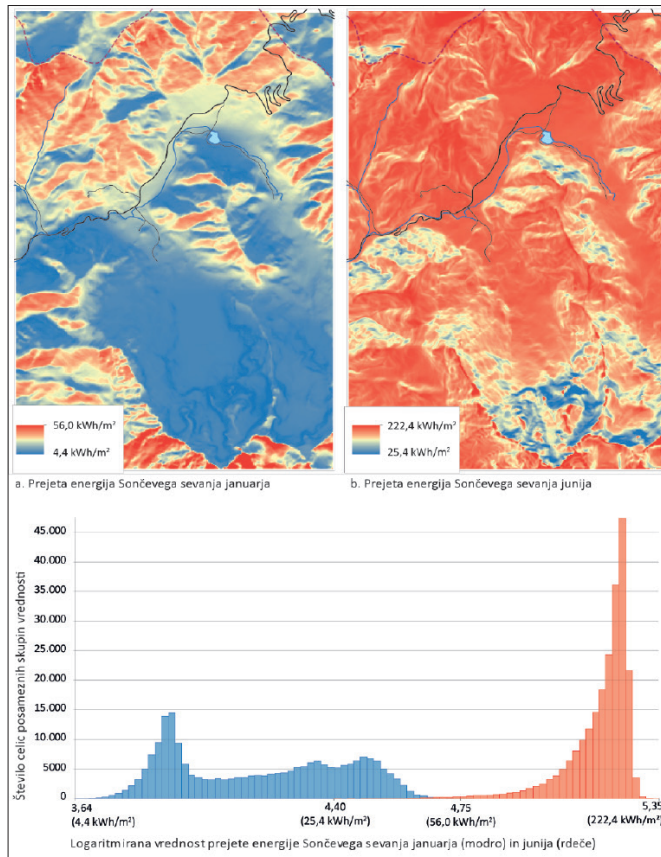 56,0 kWh/m²
4,4 kWh/m²
222,4 kWh/m²
25,4 kWh/m²
a. Prejeta energija Sončevega sevanja januarja
b. Prejeta energija Sončevega sevanja junija
Število celic posameznih skupin vrednosti
45.000
40.000
35.000
30.000
25.000
20.000
15.000
10.000
5000
0
3,64
(4,4 kWh/m²)
4,40
(25,4 kWh/m²)
4,75
(56,0 kWh/m²)
5,35
(222,4 kWh/m²)
Logaritmirana vrednost prejete energije Sončevega sevanja januarja (modro) in junija (rdeče)